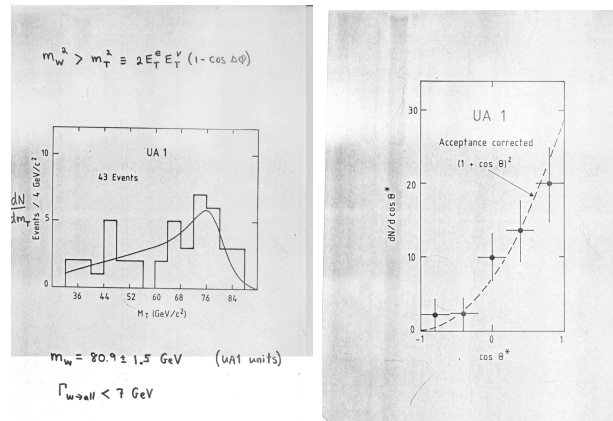 m_W^2 > m_T^2 ≡ 2E_T^e E_T^ν (1 - cos Δϕ)
UA 1
43 Events
dN/dm_T
Events / 4 GeV/c²
10
5
0
36 44 52 60 68 76 84
M_T (GeV/c²)
m_W = 80.9 ± 1.5 GeV (UA1 units)
Γ_W→all < 7 GeV
UA 1
Acceptance corrected
(1 + cos θ)²
dN/d cos θ*
30
20
10
0
-1 0 1
cos θ*